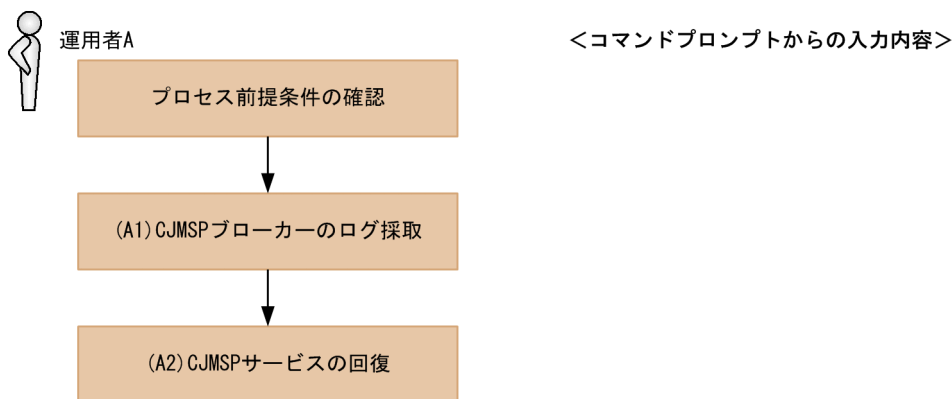 運用者A
＜コマンドプロンプトからの入力内容＞
プロセス前提条件の確認
(A1)CJMSPブローカーのログ採取
(A2)CJMSPサービスの回復